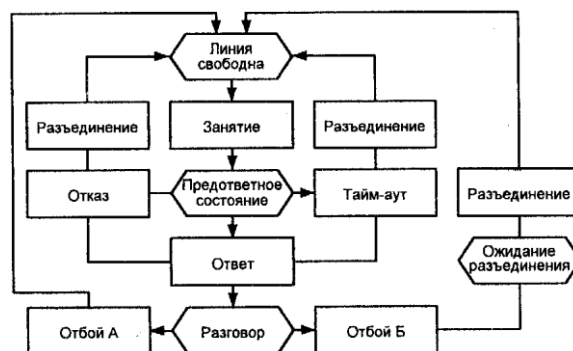 Линия
свободна
Разъединение
Занятие
Разъединение
Отказ
Предответное
состояние
Тайм-аут
Разъединение
Ответ
Ожидание
разъединения
Отбой А
Разговор
Отбой Б